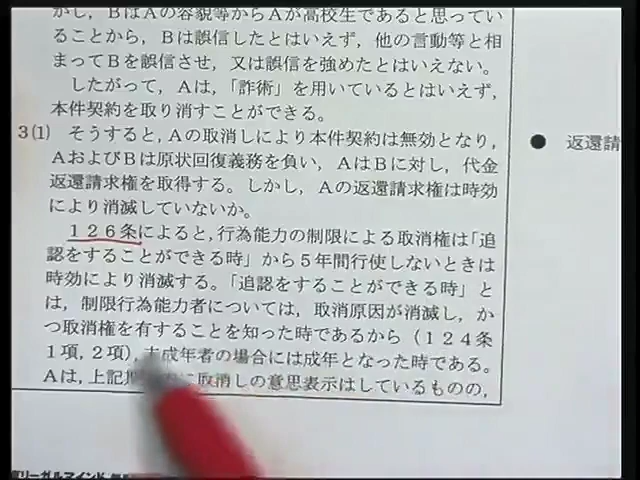 かし，BはAの容貌等からAが高校生であると思ってい
ることから，Bは誤信したとはいえず，他の言動等と相
まってBを誤信させ，又は誤信を強めたとはいえない。
したがって，Aは，「詐術」を用いているとはいえず，
本件契約を取り消すことができる。
3(1) そうすると，Aの取消しにより本件契約は無効となり，
AおよびBは原状回復義務を負い，AはBに対し，代金
返還請求権を取得する。しかし，Aの返還請求権は時効
により消滅していないか。
126条によると，行為能力の制限による取消権は「追
認をすることができる時」から5年間行使しないときは
時効により消滅する。「追認をすることができる時」と
は，制限行為能力者については，取消原因が消滅し，か
つ取消権を有することを知った時であるから（124条
1項，2項），未成年者の場合には成年となった時である。
Aは，上記 に取消しの意思表示はしているものの，
● 返還請
リーガルマインド